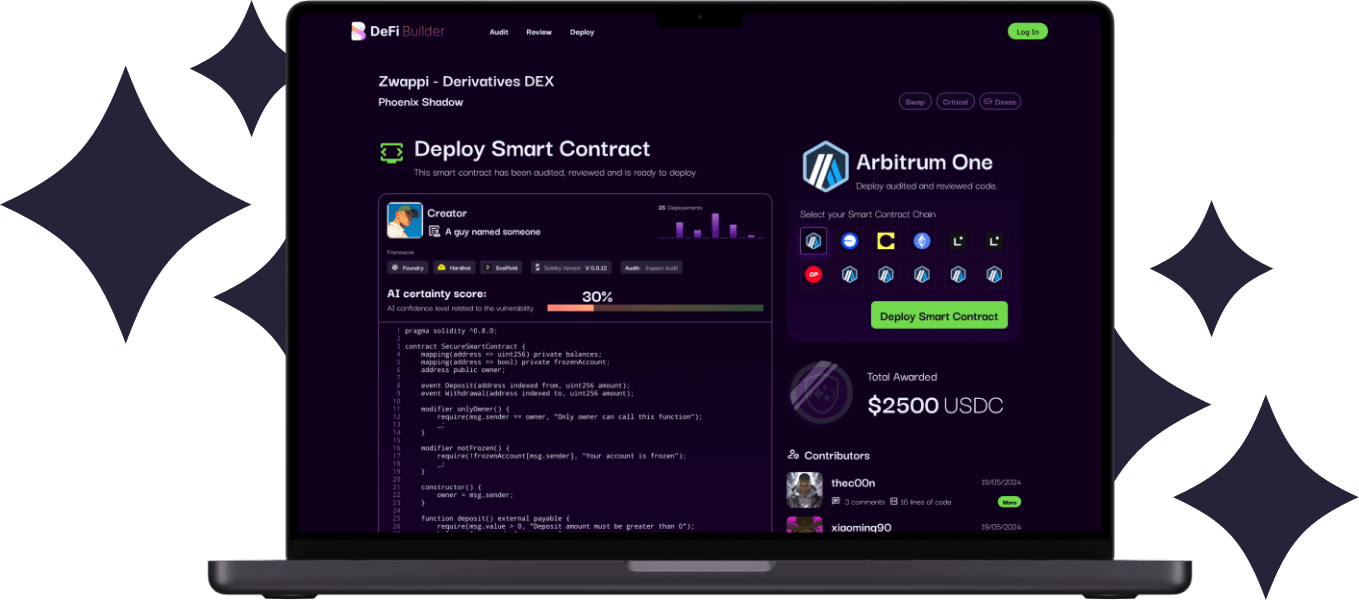 DeFi Builder
Audit
Review
Deploy
Log In
Zwappi - Derivatives DEX
Phoenix Shadow
Swap
Critical
Dexes
Deploy Smart Contract
This smart contract has been audited, reviewed and is ready to deploy
Creator
A guy named someone
25 Deployements
Framework
Foundry
Hardhat
Scaffold
Solidity Version V 0.8.12
Audit: Inspect Audit
AI certainty score:
AI confidence level related to the vulnerability
30%
1 pragma solidity ^0.8.0;
2
3 contract SecureSmartContract {
4 mapping(address => uint256) private balances;
5 mapping(address => bool) private frozenAccount;
6 address public owner;
7
8 event Deposit(address indexed from, uint256 amount);
9 event Withdrawal(address indexed to, uint256 amount);
10
11 modifier onlyOwner() {
12 require(msg.sender == owner, "Only owner can call this function");
13 _;
14 }
15
16 modifier notFrozen() {
17 require(!frozenAccount[msg.sender], "Your account is frozen");
18 _;
19 }
20
21 constructor() {
22 owner = msg.sender;
23 }
24
25 function deposit() external payable {
26 require(msg.value > 0, "Deposit amount must be greater than 0");
Arbitrum One
Deploy audited and reviewed code.
Select your Smart Contract Chain
OP
Deploy Smart Contract
Total Awarded
$2500 USDC
Contributors
thec00n
19/05/2024
3 comments
16 lines of code
More
xiaoming90
19/05/2024